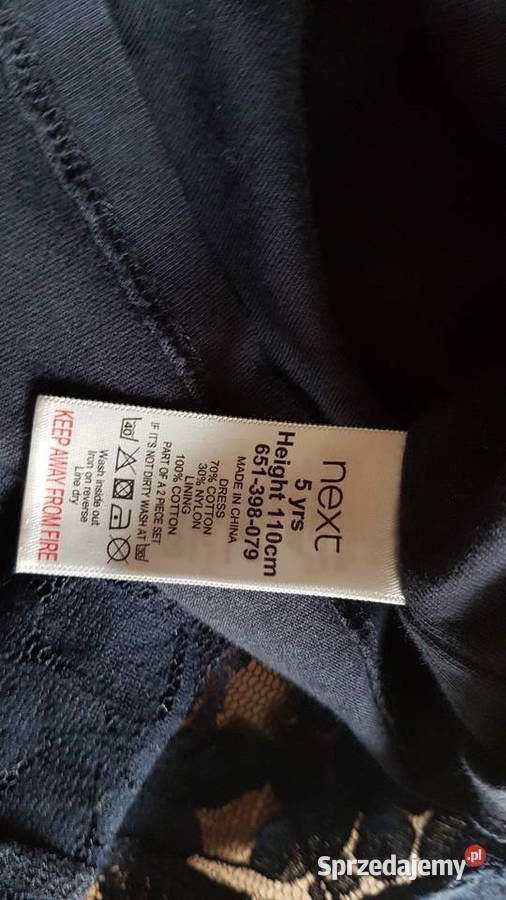 next
5 yrs
Height 110cm
651-398-079
MADE IN CHINA
DRESS
70% COTTON
30% NYLON
LINING
100% COTTON
PART OF A 2 PIECE SET
IF IT'S NOT DIRTY WASH AT 30
40
Wash inside out
Iron on reverse
Line dry
KEEP AWAY FROM FIRE
Sprzedajemy.pl